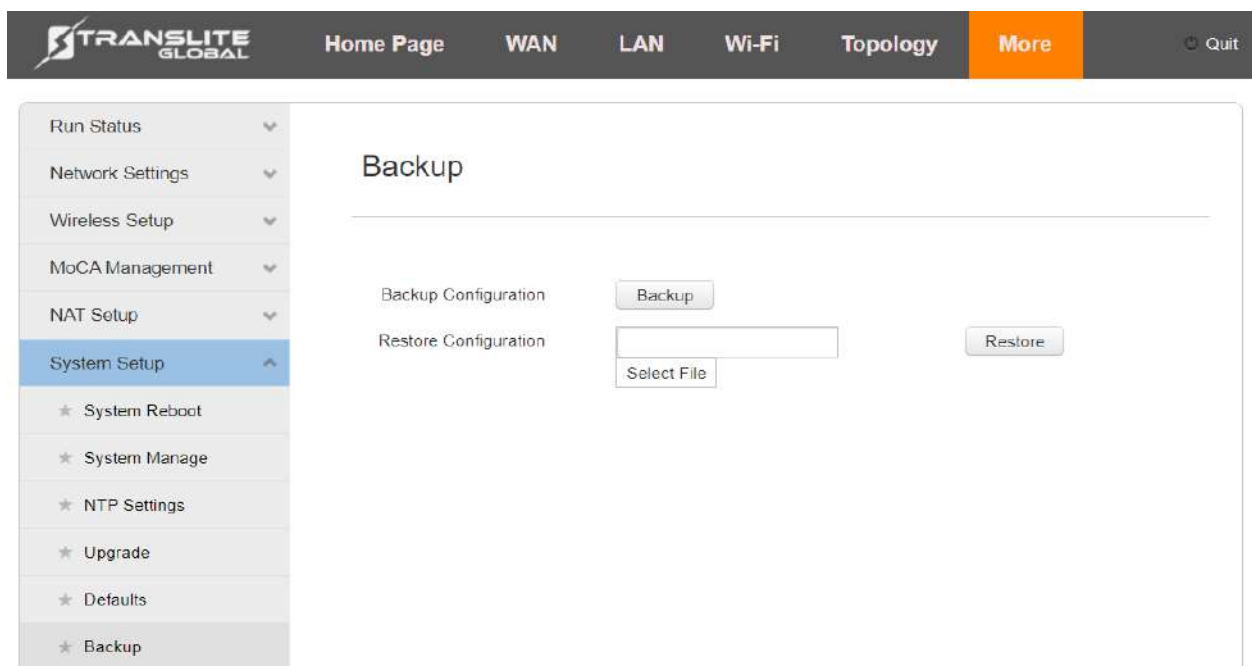 TRANSLITE
GLOBAL
Home Page WAN LAN Wi-Fi Topology More Quit
Run Status
Network Settings
Wireless Setup
MoCA Management
NAT Setup
System Setup
System Reboot
System Manage
NTP Settings
Upgrade
Defaults
Backup
Backup
Backup Configuration Backup
Restore Configuration Restore
Select File